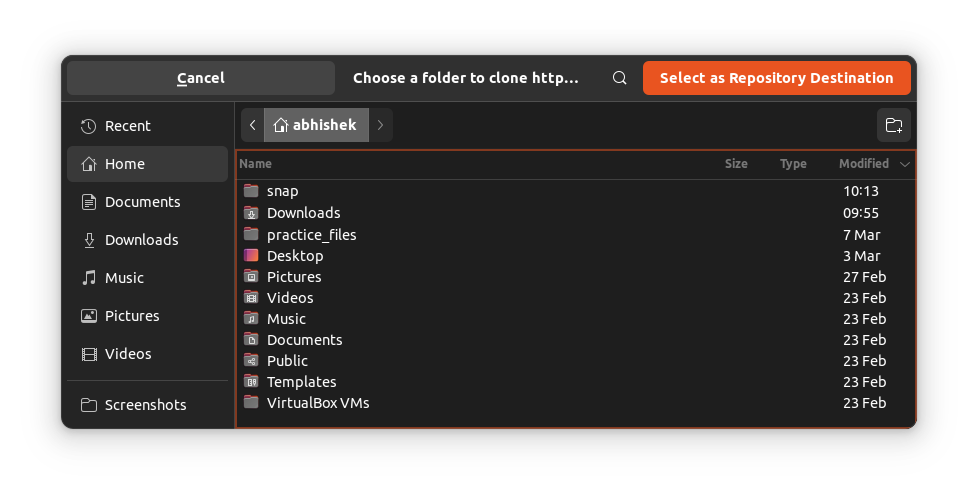 Cancel Choose a folder to clone http... Select as Repository Destination
Recent
Home
Documents
Downloads
Music
Pictures
Videos
Screenshots
abhishek
Name Size Type Modified
snap 10:13
Downloads 09:55
practice_files 7 Mar
Desktop 3 Mar
Pictures 27 Feb
Videos 23 Feb
Music 23 Feb
Documents 23 Feb
Public 23 Feb
Templates 23 Feb
VirtualBox VMs 23 Feb